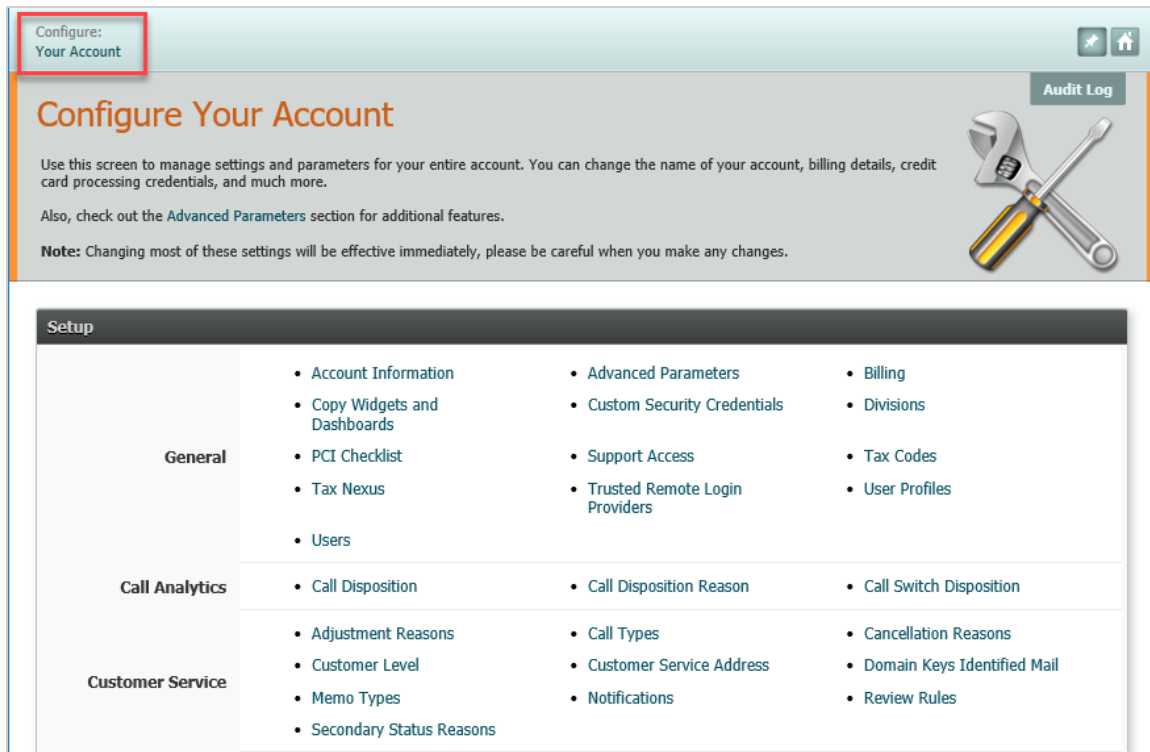 Configure:
Your Account
Audit Log
Configure Your Account
Use this screen to manage settings and parameters for your entire account. You can change the name of your account, billing details, credit
card processing credentials, and much more.
Also, check out the Advanced Parameters section for additional features.
Note: Changing most of these settings will be effective immediately, please be careful when you make any changes.
Setup
General
• Account Information • Advanced Parameters • Billing
• Copy Widgets and
Dashboards
• Custom Security Credentials • Divisions
• PCI Checklist • Support Access • Tax Codes
• Tax Nexus
• Trusted Remote Login
Providers
• User Profiles
• Users
Call Analytics
• Call Disposition • Call Disposition Reason • Call Switch Disposition
Customer Service
• Adjustment Reasons • Call Types • Cancellation Reasons
• Customer Level • Customer Service Address • Domain Keys Identified Mail
• Memo Types • Notifications • Review Rules
• Secondary Status Reasons